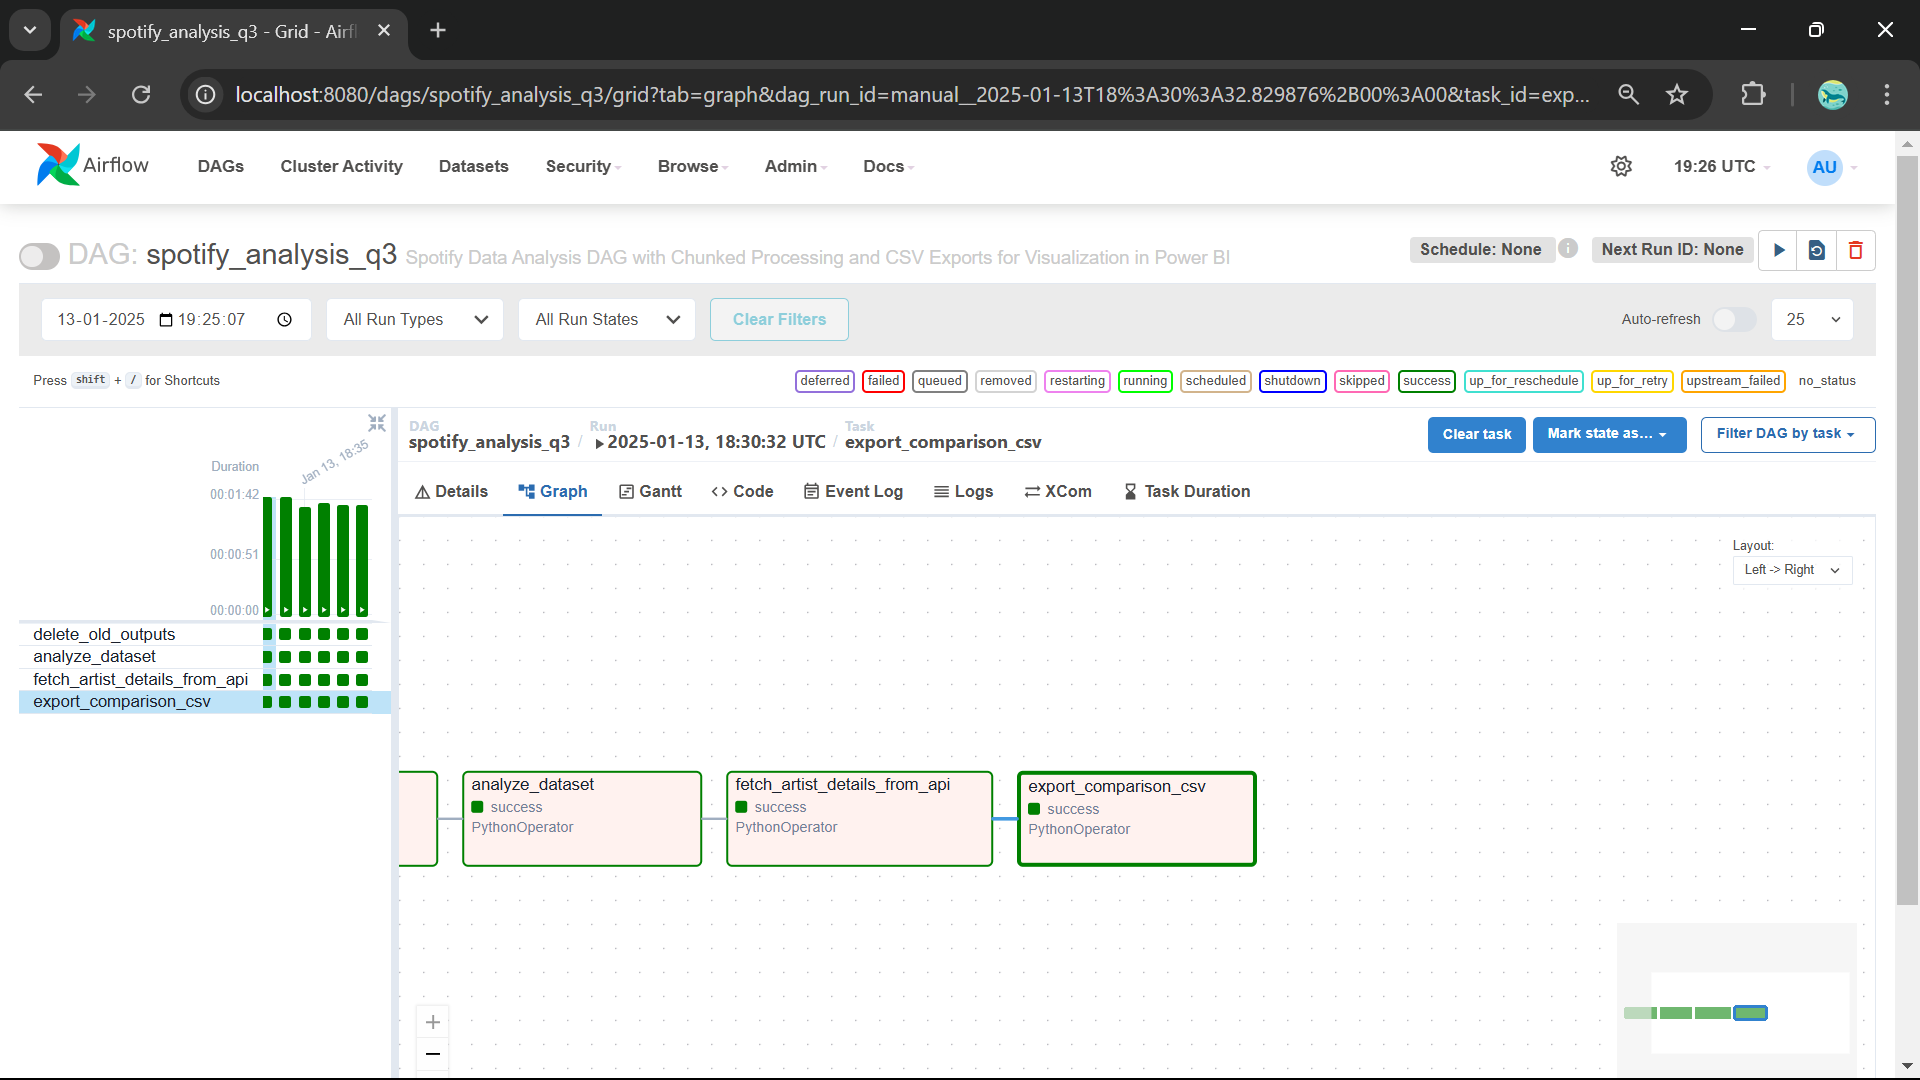 spotify_analysis_q3 - Grid - Airf
localhost:8080/dags/spotify_analysis_q3/grid?tab=graph&dag_run_id=manual__2025-01-13T18%3A30%3A32.829876%2B00%3A00&task_id=exp...
Airflow DAGs Cluster Activity Datasets Security Browse Admin Docs 19:26 UTC AU
DAG: spotify_analysis_q3 Spotify Data Analysis DAG with Chunked Processing and CSV Exports for Visualization in Power BI Schedule: None Next Run ID: None
13-01-2025 19:25:07 All Run Types All Run States Clear Filters Auto-refresh 25
Press shift + / for Shortcuts deferred failed queued removed restarting running scheduled shutdown skipped success up_for_reschedule up_for_retry upstream_failed no_status
DAG Run Task
spotify_analysis_q3 / 2025-01-13, 18:30:32 UTC / export_comparison_csv Clear task Mark state as... Filter DAG by task
Details Graph Gantt Code Event Log Logs XCom Task Duration
Jan 13, 18:35
Duration
00:01:42
00:00:51
00:00:00
delete_old_outputs
analyze_dataset
fetch_artist_details_from_api
export_comparison_csv
Layout:
Left -> Right
analyze_dataset
success
PythonOperator
fetch_artist_details_from_api
success
PythonOperator
export_comparison_csv
success
PythonOperator